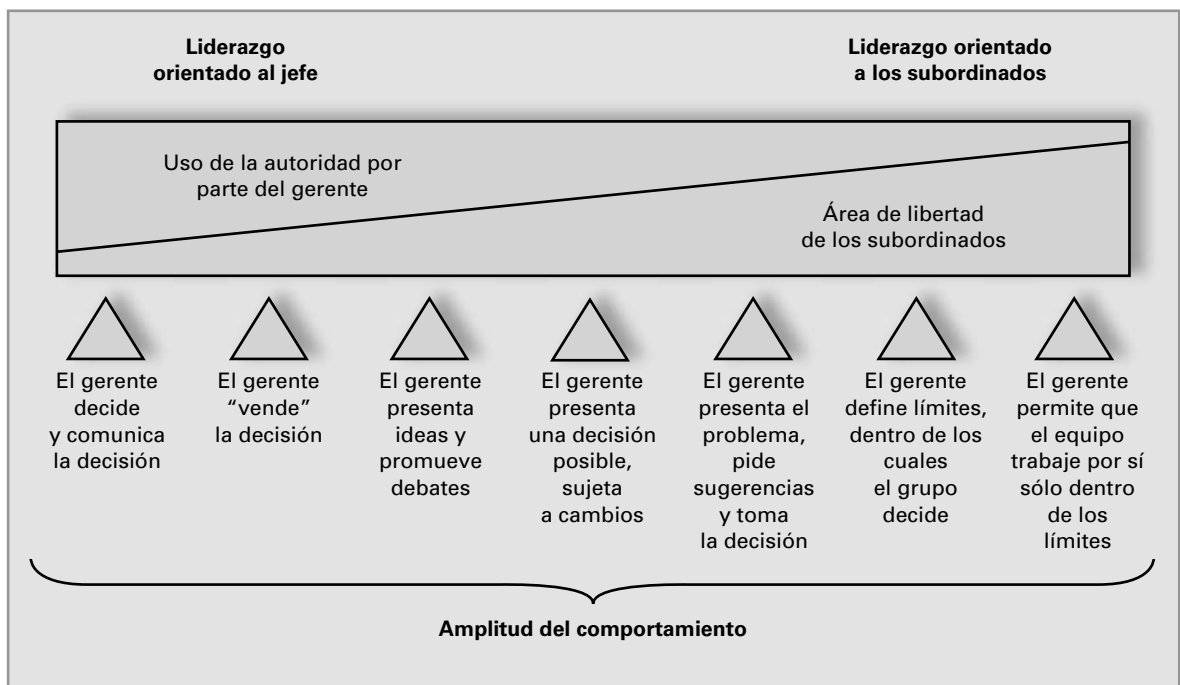 Liderazgo
orientado al jefe
Liderazgo orientado
a los subordinados
Uso de la autoridad por
parte del gerente
Área de libertad
de los subordinados
El gerente
decide
y comunica
la decisión
El gerente
“vende”
la decisión
El gerente
presenta
ideas y
promueve
debates
El gerente
presenta
una decisión
posible,
sujeta
a cambios
El gerente
presenta el
problema,
pide
sugerencias
y toma
la decisión
El gerente
define límites,
dentro de los
cuales
el grupo
decide
El gerente
permite que
el equipo
trabaje por sí
sólo dentro
de los
límites
Amplitud del comportamiento